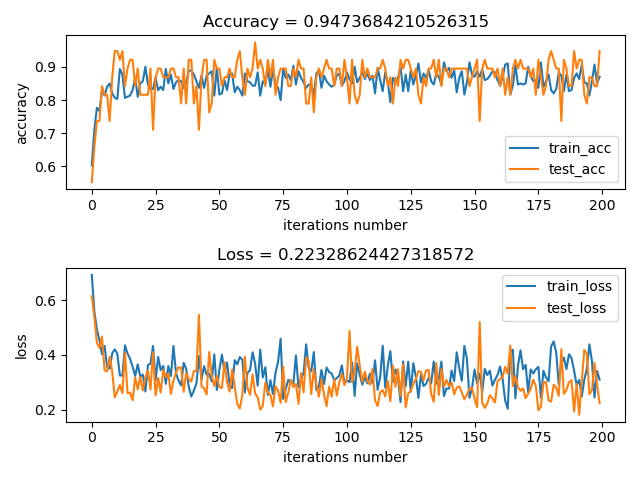 Accuracy = 0.9473684210526315
accuracy
0.9
0.8
0.7
0.6
train_acc
test_acc
0 25 50 75 100 125 150 175 200
iterations number
Loss = 0.22328624427318572
loss
0.6
0.4
0.2
train_loss
test_loss
0 25 50 75 100 125 150 175 200
iterations number